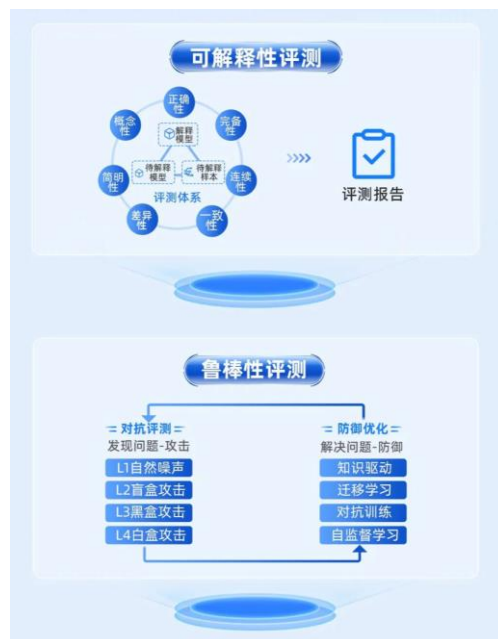 可解释性评测
正确
性
概念
性
完备
性
解释
模型
简明
性
待解释
模型
待解释
样本
连续
性
评测体系
差异
性
一致
性
评测报告
鲁棒性评测
对抗评测
发现问题-攻击
L1自然噪声
L2盲盒攻击
L3黑盒攻击
L4白盒攻击
防御优化
解决问题-防御
知识驱动
迁移学习
对抗训练
自监督学习